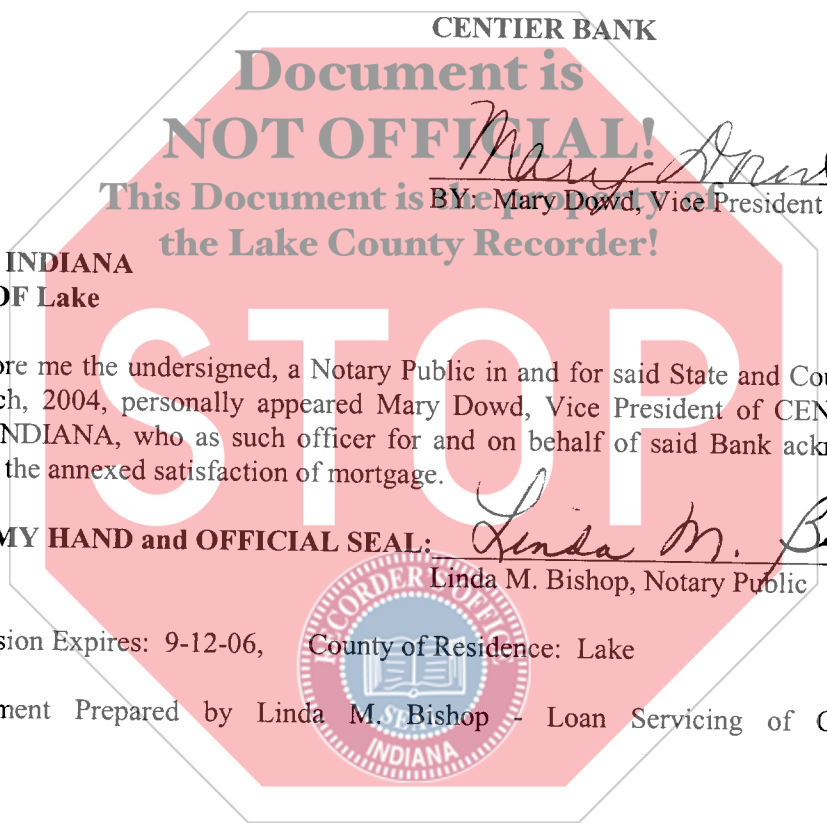 CENTIER BANK
Document is
NOT OFFICIAL!
Mary Dowd
This Document is the property of
BY: Mary Dowd, Vice President
the Lake County Recorder!
INDIANA
OF Lake
STOP
ore me the undersigned, a Notary Public in and for said State and Cou
ch, 2004, personally appeared Mary Dowd, Vice President of CEN
NDIANA, who as such officer for and on behalf of said Bank ackn
the annexed satisfaction of mortgage.
MY HAND and OFFICIAL SEAL: Linda M. B
Linda M. Bishop, Notary Public
RECORDER'S OFFICE
sion Expires: 9-12-06, County of Residence: Lake
ment Prepared by Linda M. Bishop - Loan Servicing of C
SEAL
INDIANA